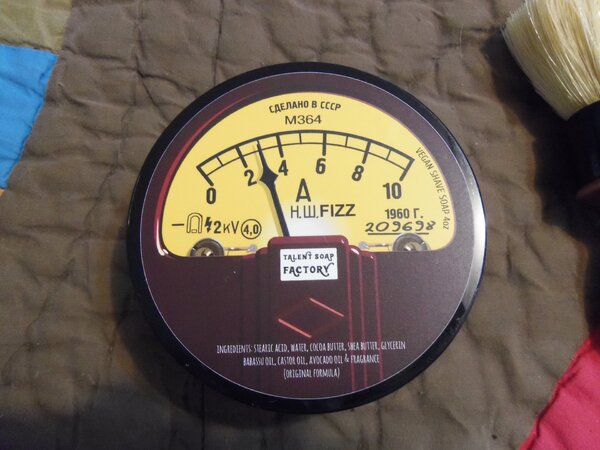 СДЕЛАНО В СССР
М364
0 2 4 6 8 10
A
Н.Ш.FIZZ
2kV 4,0
1960 Г.
209698
VEGAN SHAVE SOAP 4oz
TALENT SOAP
FACTORY
INGREDIENTS: STEARIC ACID, WATER, COCOA BUTTER, SHEA BUTTER, GLYCERIN
BABASSU OIL, CASTOR OIL, AVOCADO OIL & FRAGRANCE
(ORIGINAL FORMULA)